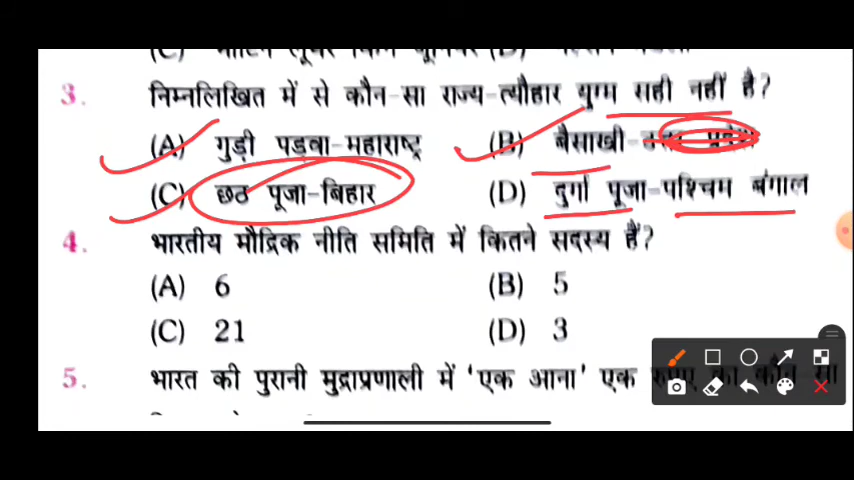 3. निम्नलिखित में से कौन-सा राज्य-त्यौहार युग्म सही नहीं है?
(A) गुड़ी पड़वा-महाराष्ट्र (B) बैसाखी-
(C) छठ पूजा-बिहार (D) दुर्गा पूजा-पश्चिम बंगाल
4. भारतीय मौद्रिक नीति समिति में कितने सदस्य हैं?
(A) 6 (B) 5
(C) 21 (D) 3
5. भारत की पुरानी मुद्राप्रणाली में 'एक आना' एक रुपए का कौन-सा